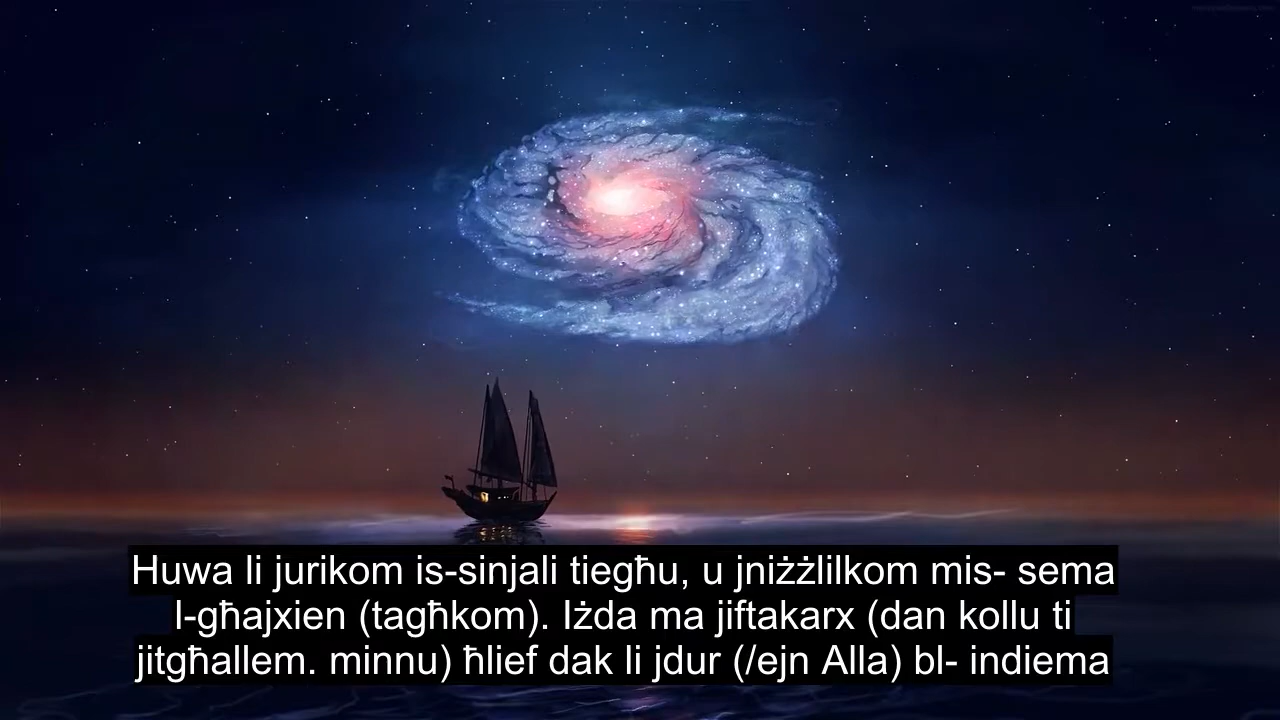 Huwa li jurikom is-sinjali tiegħu, u jniżżlilkom mis- sema
l-għajxien (tagħkom). Iżda ma jiftakarx (dan kollu ti
jitgħallem. minnu) ħlief dak li jdur (/ejn Alla) bl- indiema